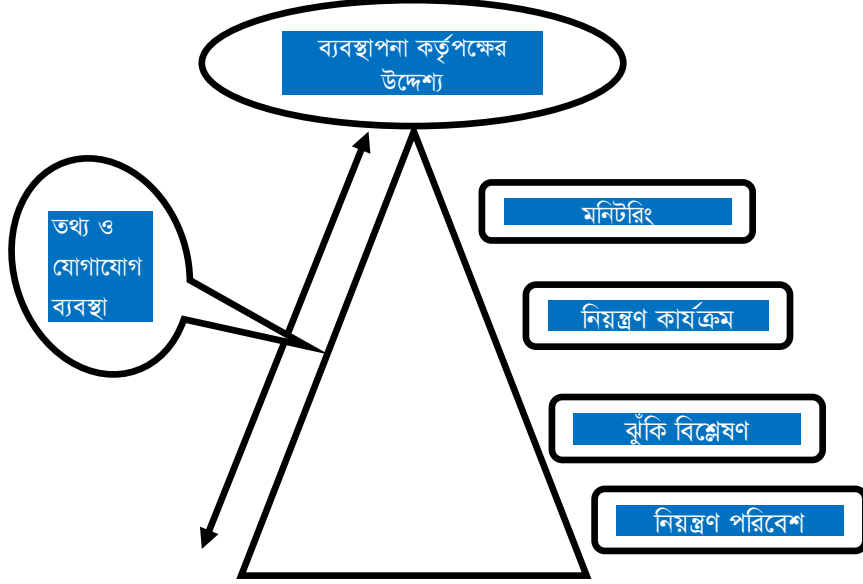 ব্যবস্থাপনা কর্তৃপক্ষের
উদ্দেশ্য
তথ্য ও
যোগাযোগ
ব্যবস্থা
মনিটরিং
নিয়ন্ত্রণ কার্যক্রম
ঝুঁকি বিশ্লেষণ
নিয়ন্ত্রণ পরিবেশ